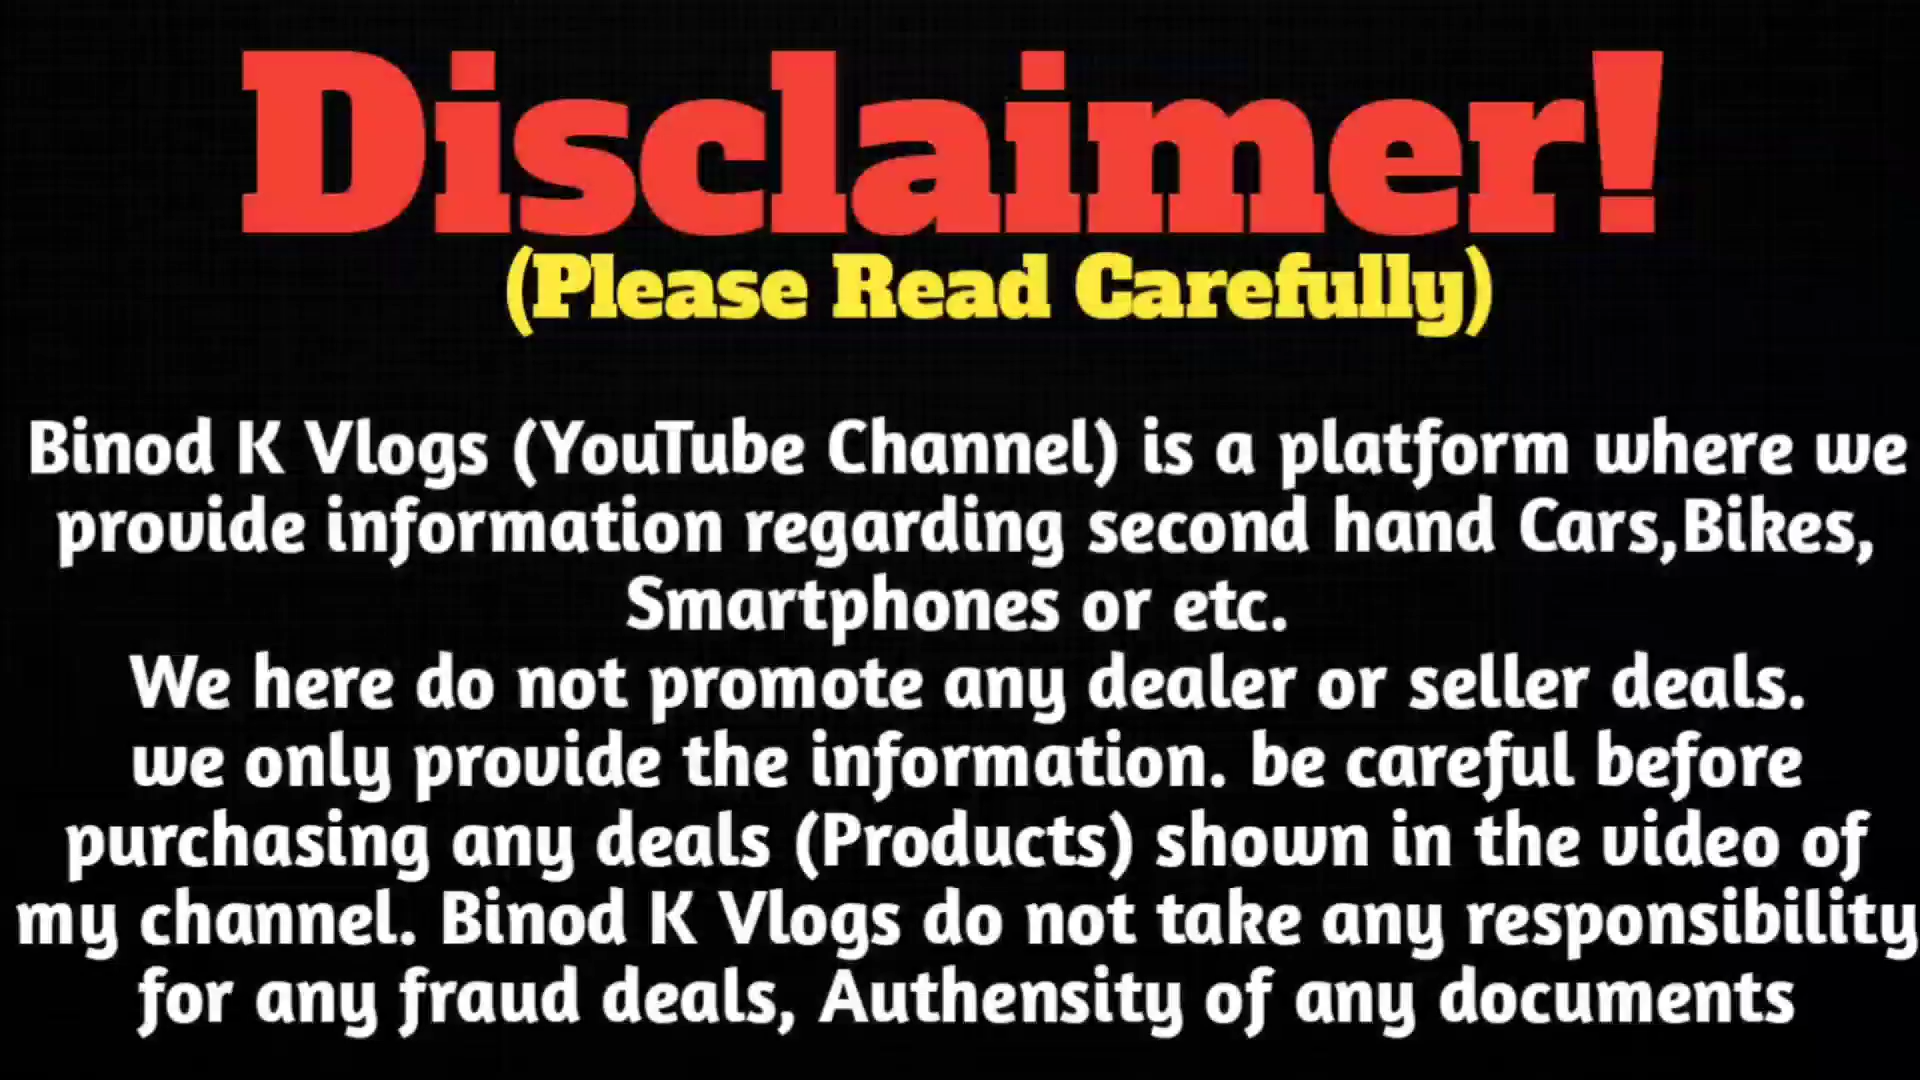 Disclaimer!
(Please Read Carefully)
Binod K Vlogs (YouTube Channel) is a platform where we
provide information regarding second hand Cars,Bikes,
Smartphones or etc.
We here do not promote any dealer or seller deals.
we only provide the information. be careful before
purchasing any deals (Products) shown in the video of
my channel. Binod K Vlogs do not take any responsibility
for any fraud deals, Authensity of any documents